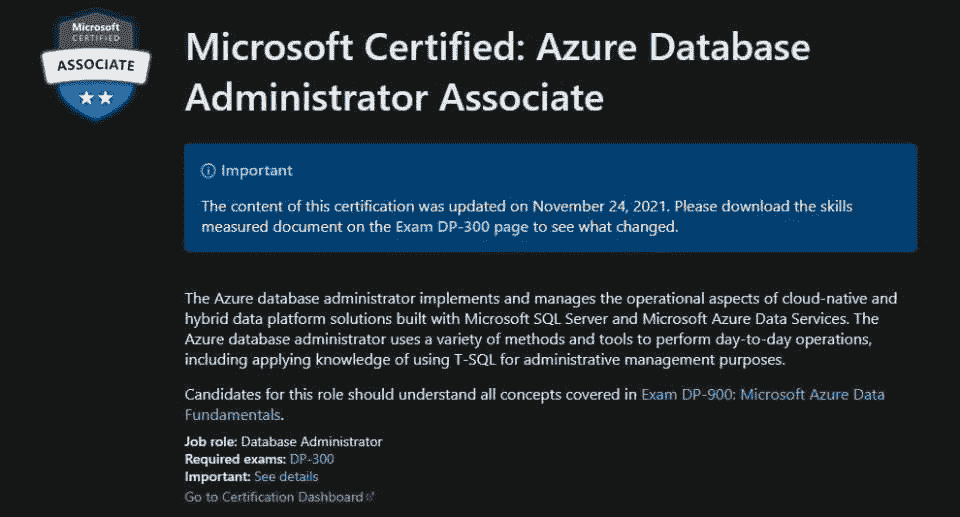 Microsoft
CERTIFIED
ASSOCIATE
Microsoft Certified: Azure Database
Administrator Associate
Important
The content of this certification was updated on November 24, 2021. Please download the skills
measured document on the Exam DP-300 page to see what changed.
The Azure database administrator implements and manages the operational aspects of cloud-native and
hybrid data platform solutions built with Microsoft SQL Server and Microsoft Azure Data Services. The
Azure database administrator uses a variety of methods and tools to perform day-to-day operations,
including applying knowledge of using T-SQL for administrative management purposes.
Candidates for this role should understand all concepts covered in Exam DP-900: Microsoft Azure Data
Fundamentals.
Job role: Database Administrator
Required exams: DP-300
Important: See details
Go to Certification Dashboard